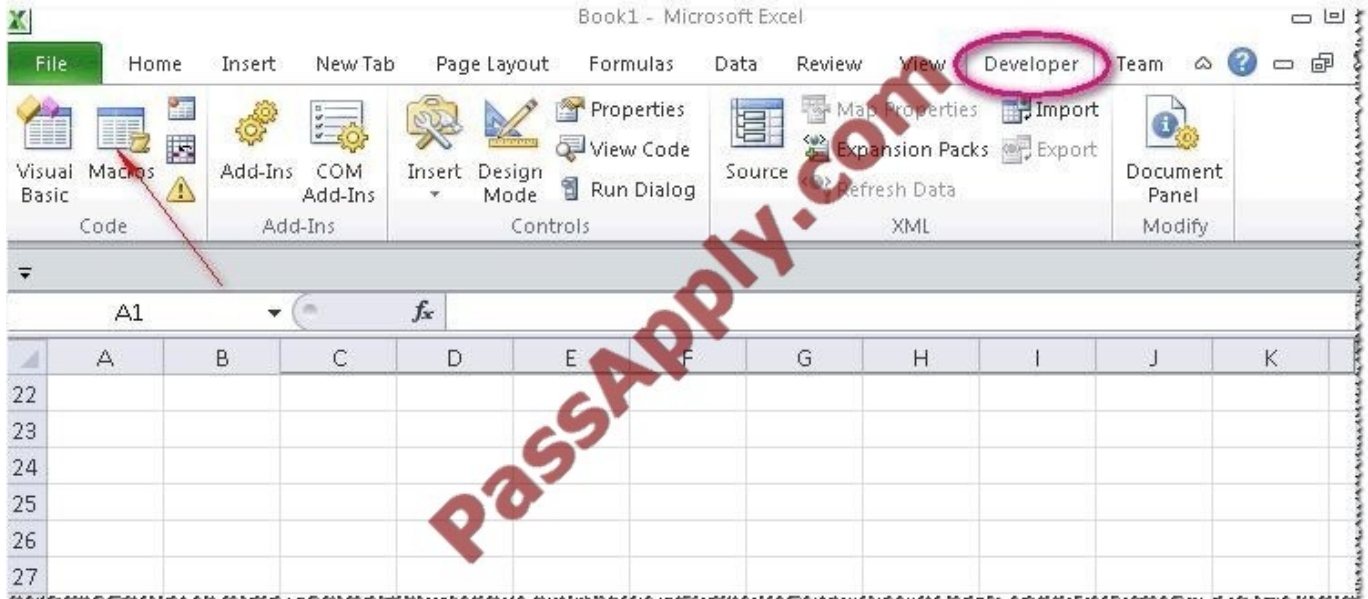 Book1 - Microsoft Excel
File Home Insert New Tab Page Layout Formulas Data Review View Developer Team
Visual Basic Macros Add-Ins COM Add-Ins Insert Design Mode Properties View Code Run Dialog Source Map Properties Expansion Packs Refresh Data Import Export Document Panel
Code Add-Ins Controls XML Modify
A1 fx
A B C D E F G H I J K
22
23
24
25
26
27
PassApply.com